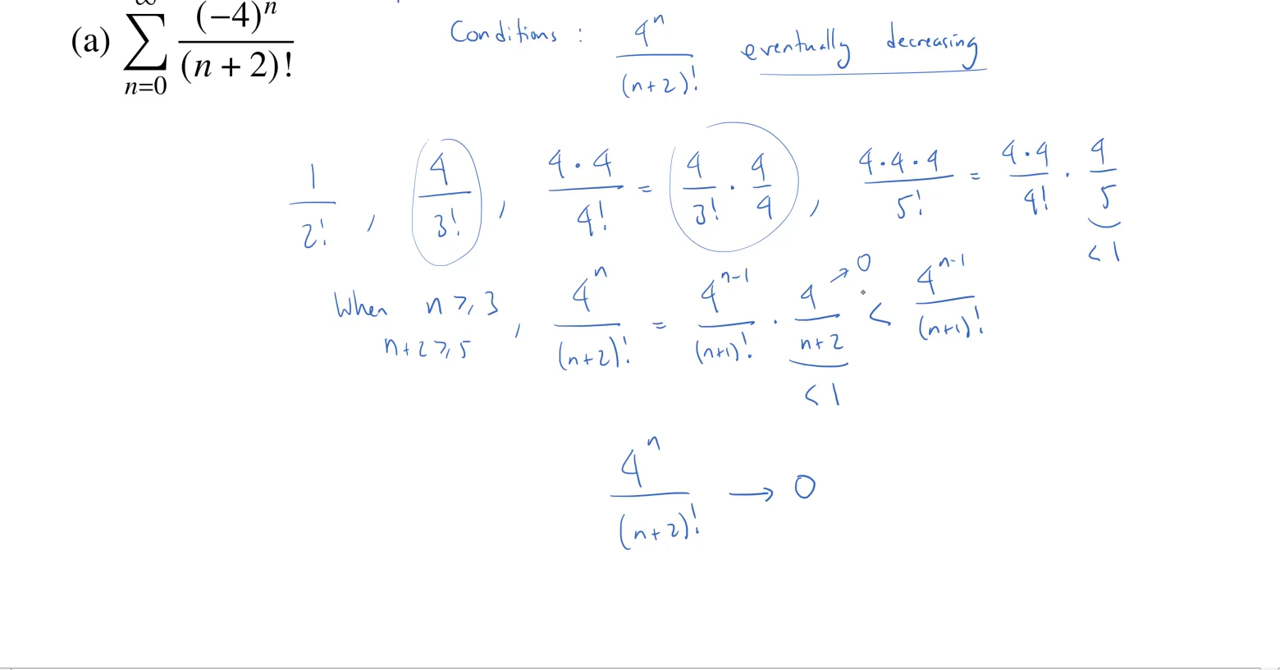 (a) ∑_{n=0}^{∞} (-4)^n / (n + 2)!
Conditions : 4^n / (n+2)! eventually decreasing
1/2! , 4/3! , 4·4/4! = 4/3! · 4/4 , 4·4·4/5! = 4·4/4! · 4/5
< 1
When n ≥ 3 , 4^n / (n+2)! = 4^{n-1} / (n+1)! · 4 / (n+2) → 0 < 4^{n-1} / (n+1)!
n+2 ≥ 5
< 1
4^n / (n+2)! → 0